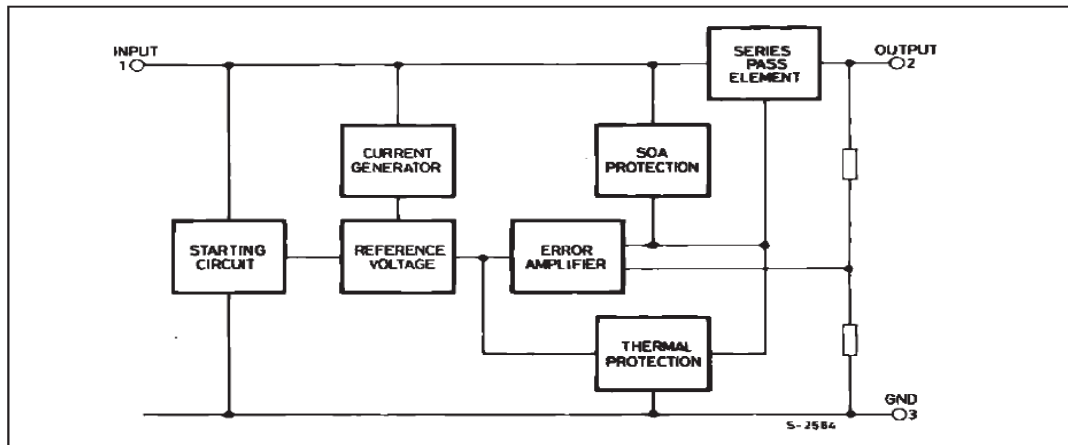 INPUT
1
SERIES
PASS
ELEMENT
OUTPUT
2
CURRENT
GENERATOR
SOA
PROTECTION
STARTING
CIRCUIT
REFERENCE
VOLTAGE
ERROR
AMPLIFIER
THERMAL
PROTECTION
GND
3
S-2564